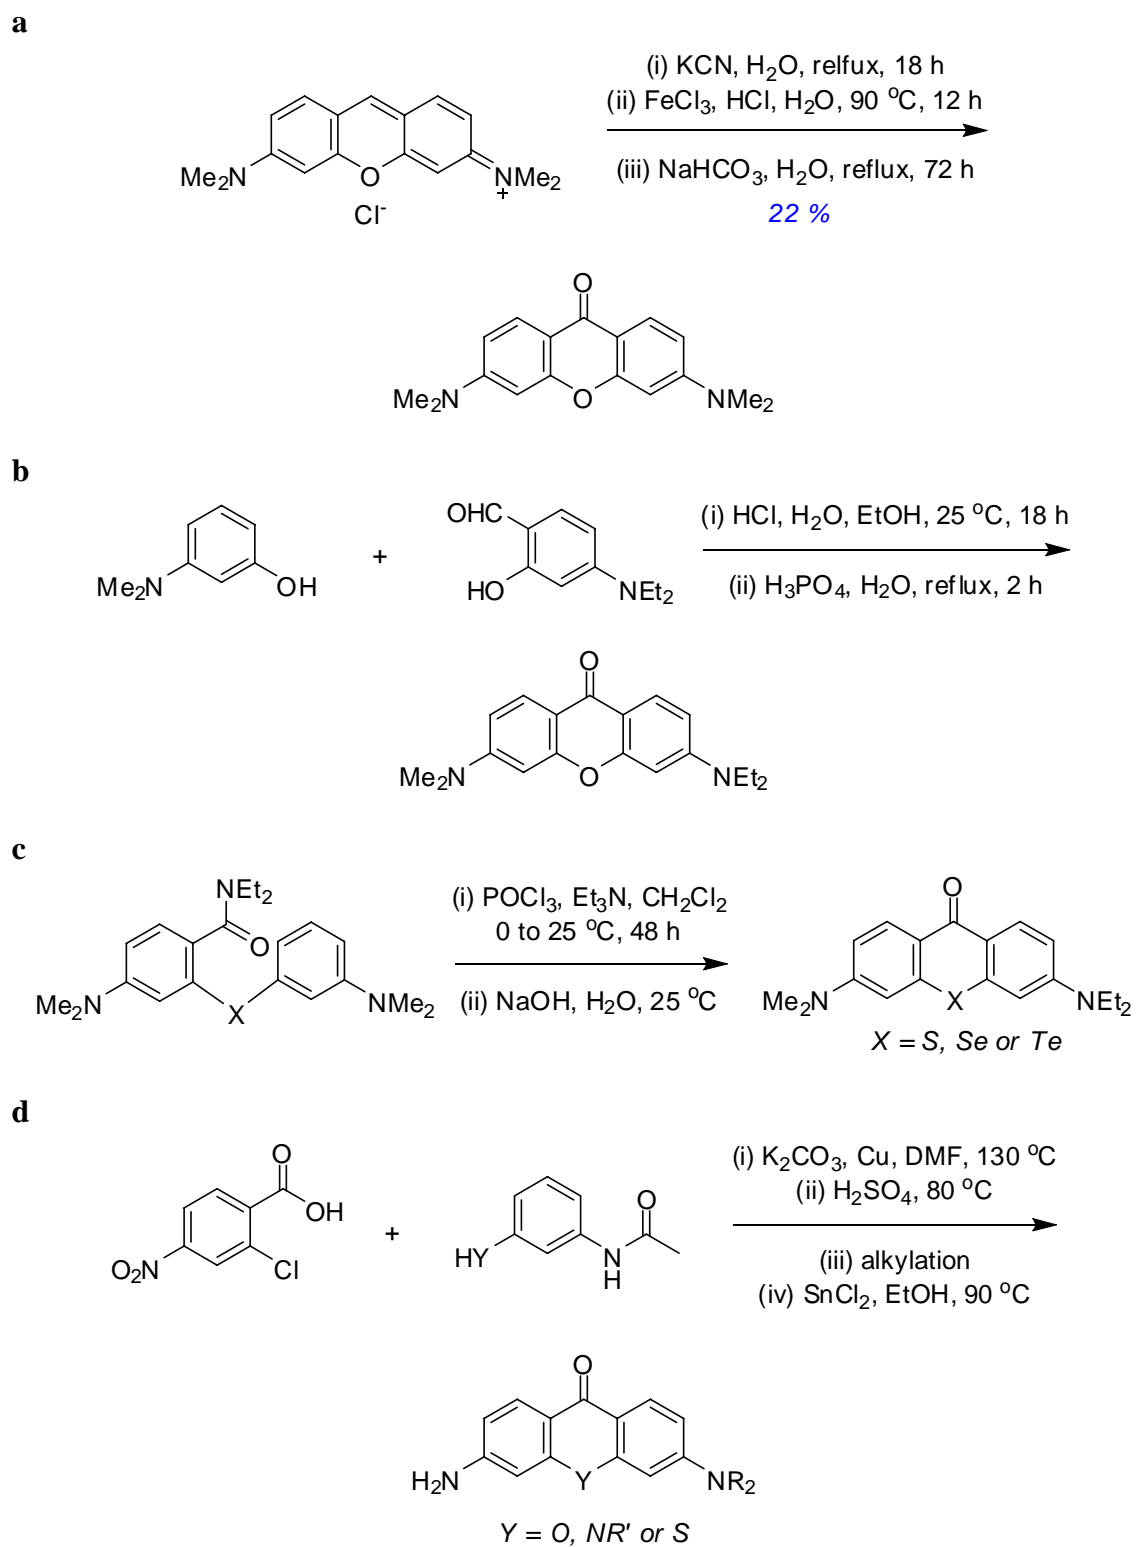 a
(i) KCN, H2O, relfux, 18 h
(ii) FeCl3, HCl, H2O, 90 °C, 12 h
(iii) NaHCO3, H2O, reflux, 72 h
22 %
Me2N O NMe2
+
Cl-
O
Me2N O NMe2
b
OHC
(i) HCl, H2O, EtOH, 25 °C, 18 h
+
(ii) H3PO4, H2O, reflux, 2 h
Me2N OH HO NEt2
O
Me2N O NEt2
c
NEt2
O
(i) POCl3, Et3N, CH2Cl2
0 to 25 °C, 48 h
(ii) NaOH, H2O, 25 °C
Me2N X NMe2
O
Me2N X NEt2
X = S, Se or Te
d
O
OH
O2N Cl
+
HY N H O
(i) K2CO3, Cu, DMF, 130 °C
(ii) H2SO4, 80 °C
(iii) alkylation
(iv) SnCl2, EtOH, 90 °C
O
H2N Y NR2
Y = O, NR' or S